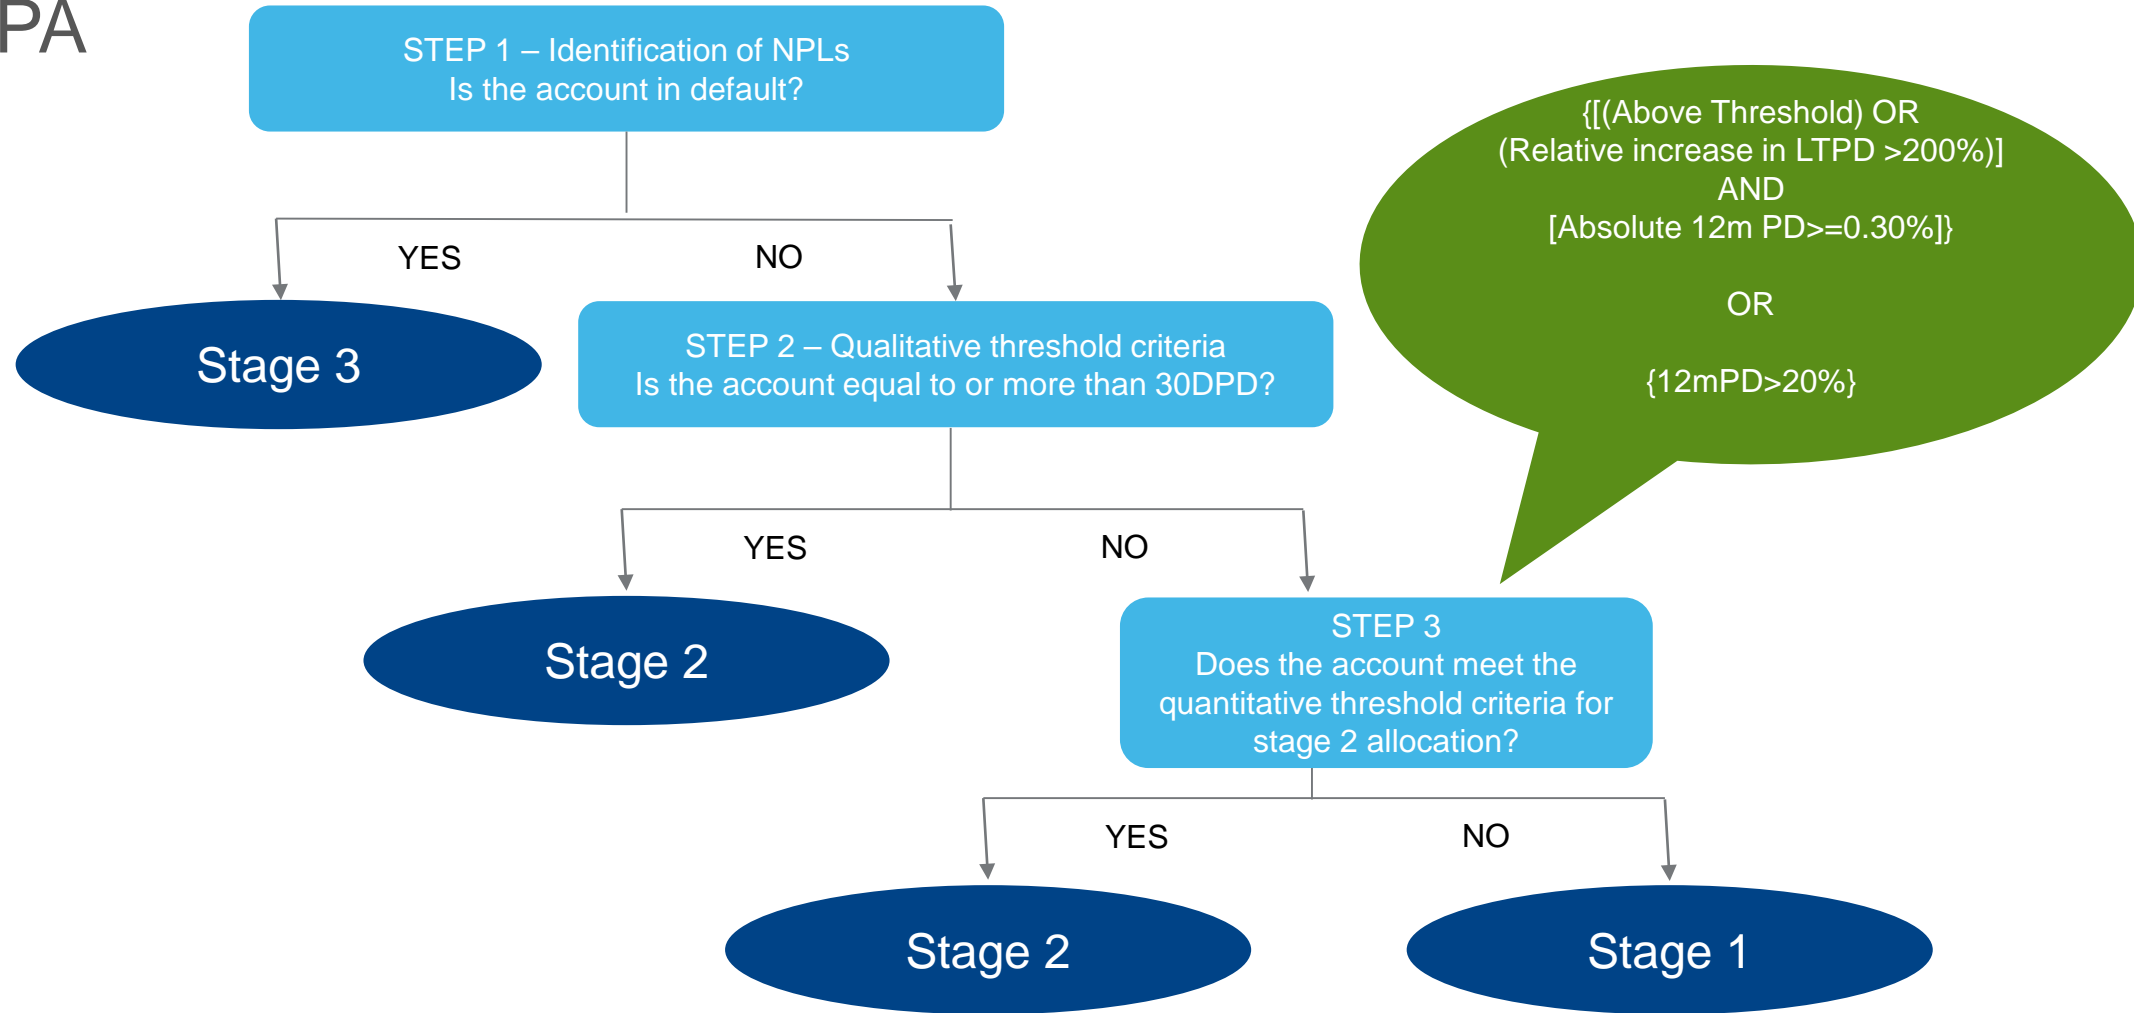 PA
STEP 1 – Identification of NPLs
Is the account in default?
{[(Above Threshold) OR
(Relative increase in LTPD >200%)]
AND
[Absolute 12m PD>=0.30%]}
OR
{12mPD>20%}
YES
NO
Stage 3
STEP 2 – Qualitative threshold criteria
Is the account equal to or more than 30DPD?
YES
NO
Stage 2
STEP 3
Does the account meet the
quantitative threshold criteria for
stage 2 allocation?
YES
NO
Stage 2
Stage 1